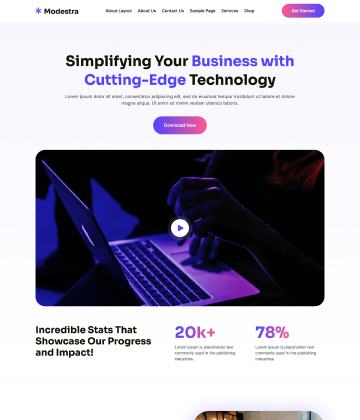 Modestra
About Layout About Us Contact Us Sample Page Services Shop
Get Started
Simplifying Your Business with
Cutting-Edge Technology
Lorem ipsum dolor sit amet, consectetur adipiscing elit, sed do eiusmod tempor incididunt ut labore et dolore
magna aliqua. Ut enim ad minim veniam ullamco laboris.
Download Now
Incredible Stats That
Showcase Our Progress
and Impact!
20k+
Lorem Ipsum is placeholder text
commonly used in the publishing
industries.
78%
Lorem Ipsum is placeholder text
commonly used in the publishing
industries.